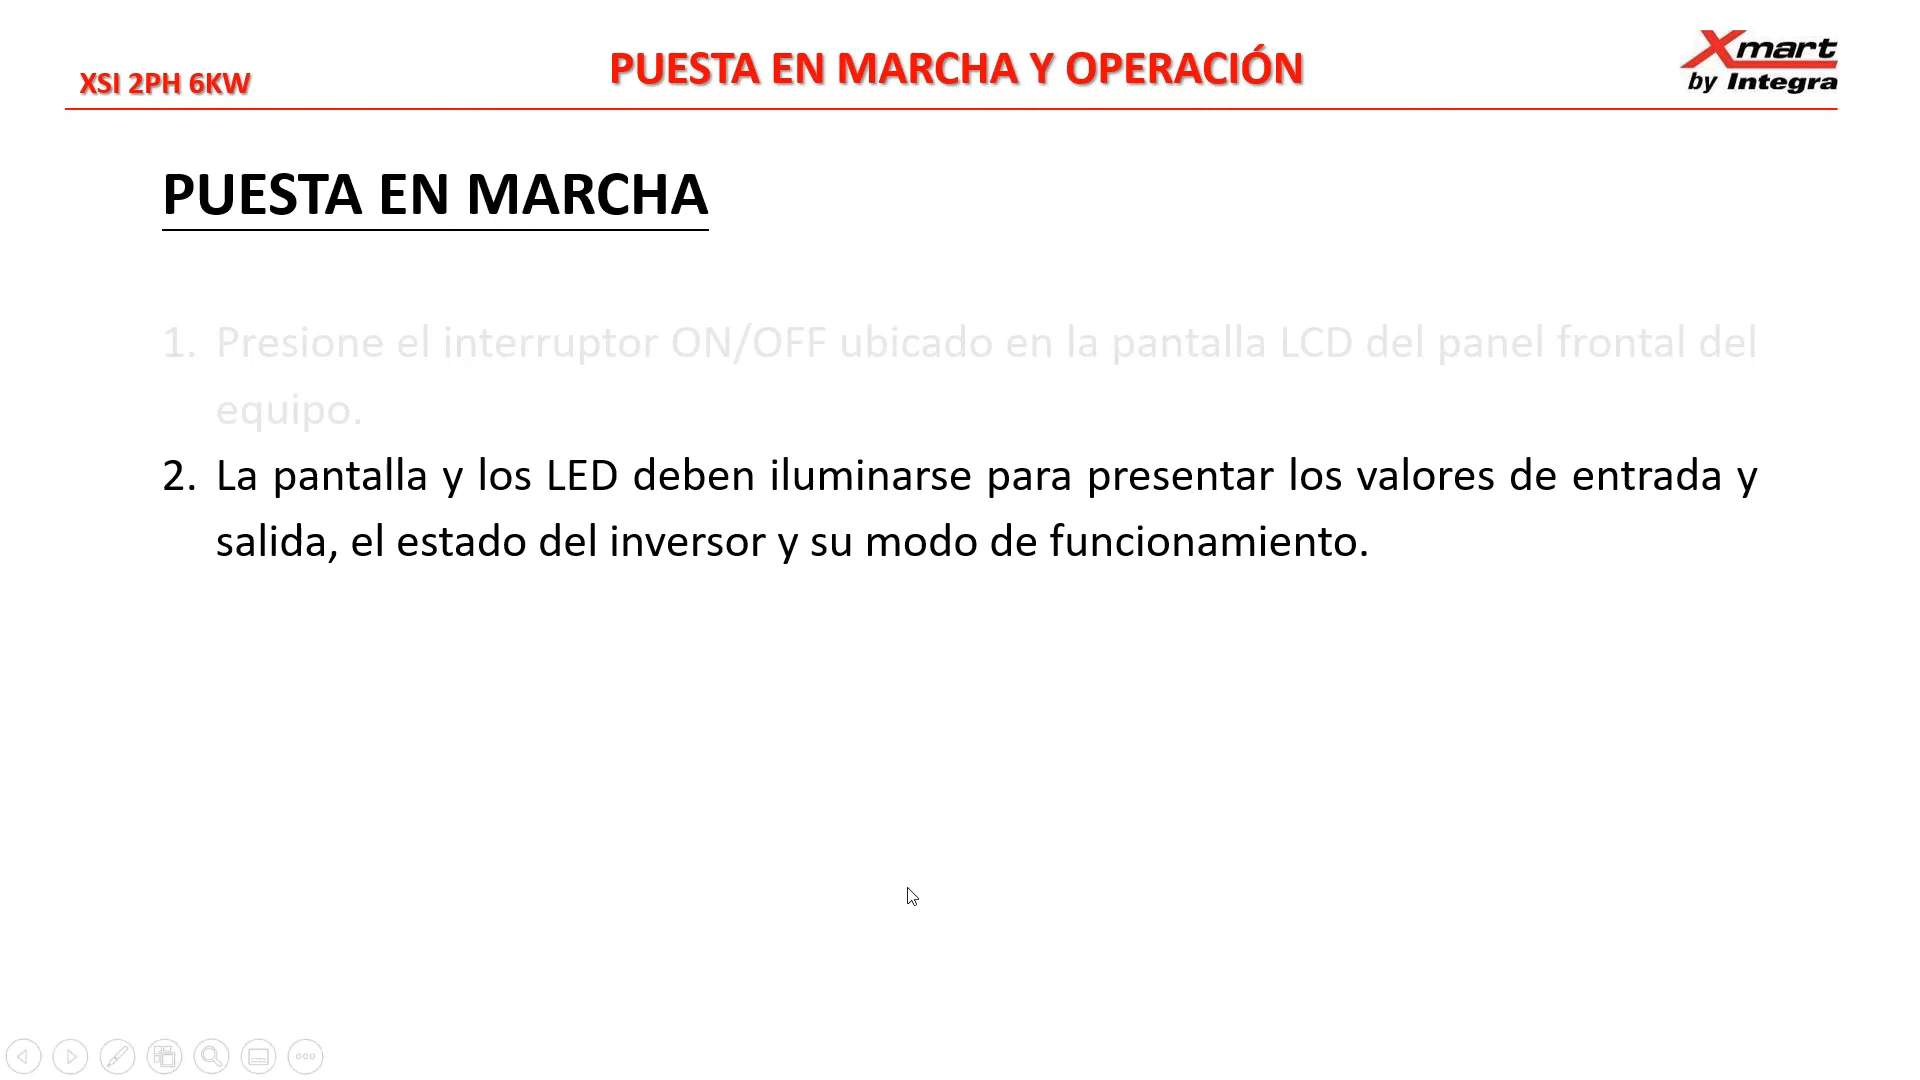 XSI 2PH 6KW
PUESTA EN MARCHA Y OPERACIÓN
Xmart
by Integra
PUESTA EN MARCHA
1. Presione el interruptor ON/OFF ubicado en la pantalla LCD del panel frontal del
equipo.
2. La pantalla y los LED deben iluminarse para presentar los valores de entrada y
salida, el estado del inversor y su modo de funcionamiento.